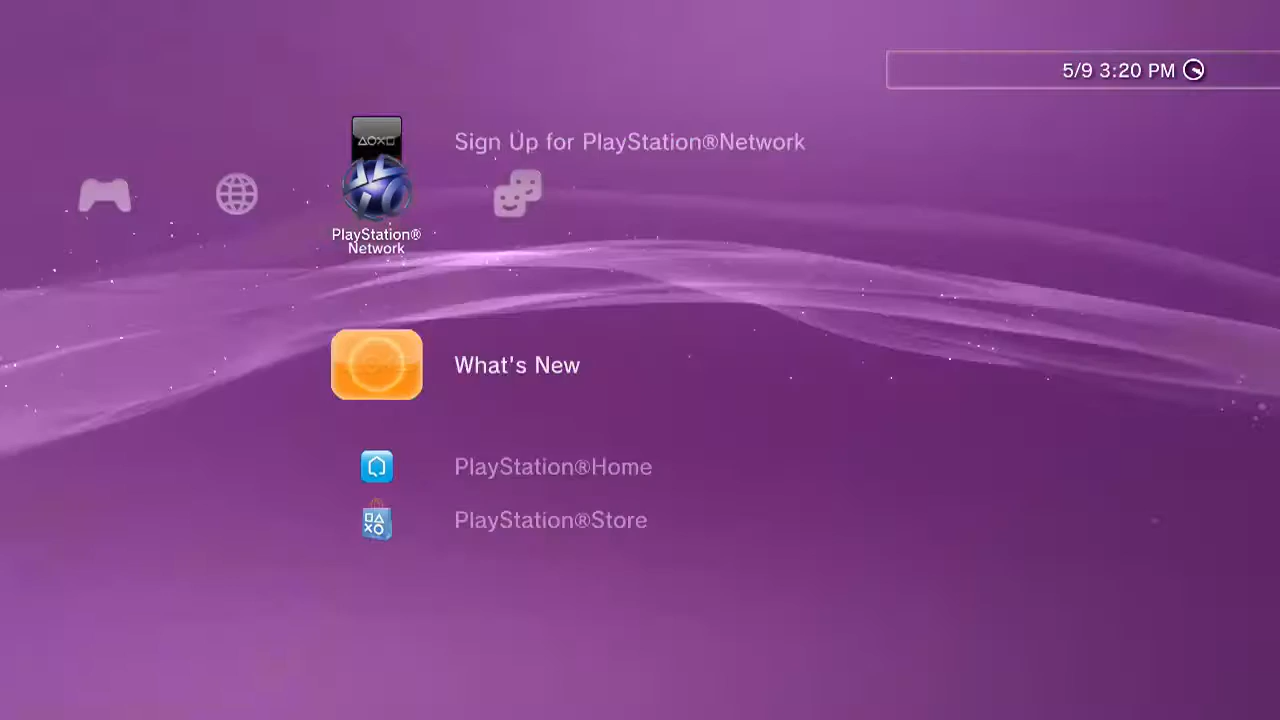 5/9 3:20 PM
Sign Up for PlayStation®Network
PlayStation®
Network
What's New
PlayStation®Home
PlayStation®Store